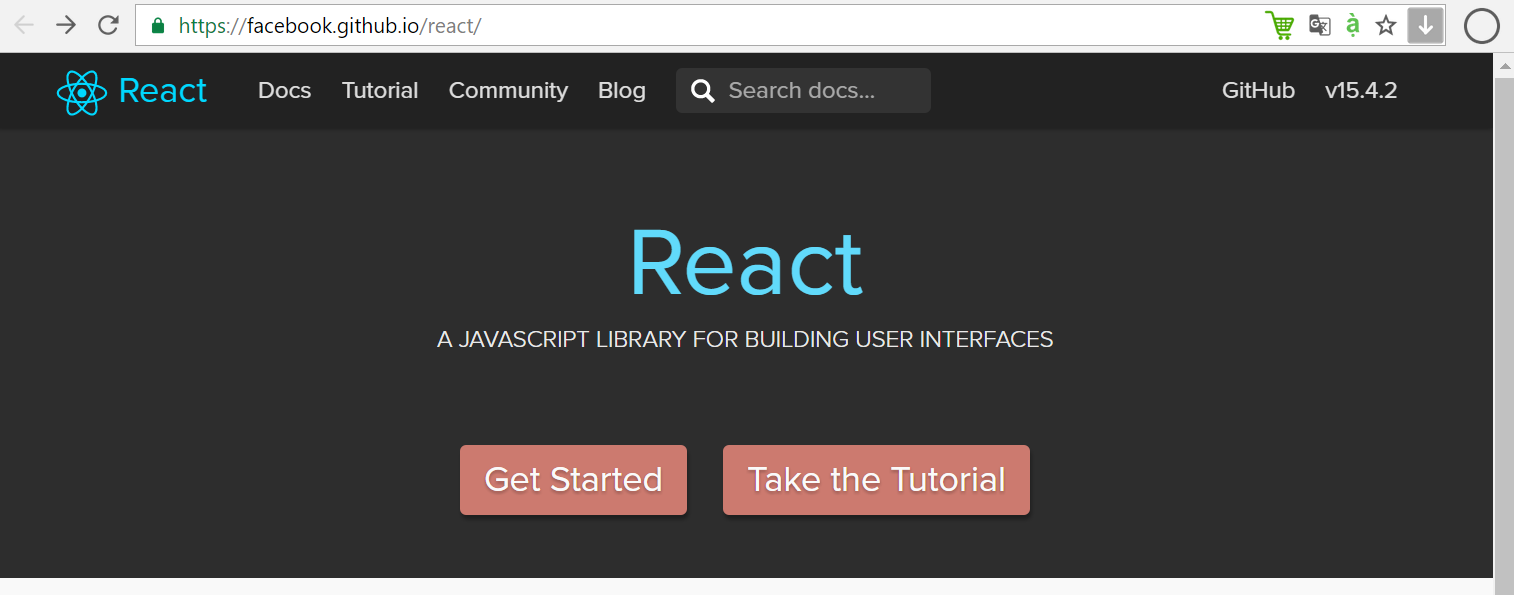 https://facebook.github.io/react/
React Docs Tutorial Community Blog Search docs... GitHub v15.4.2
React
A JAVASCRIPT LIBRARY FOR BUILDING USER INTERFACES
Get Started Take the Tutorial